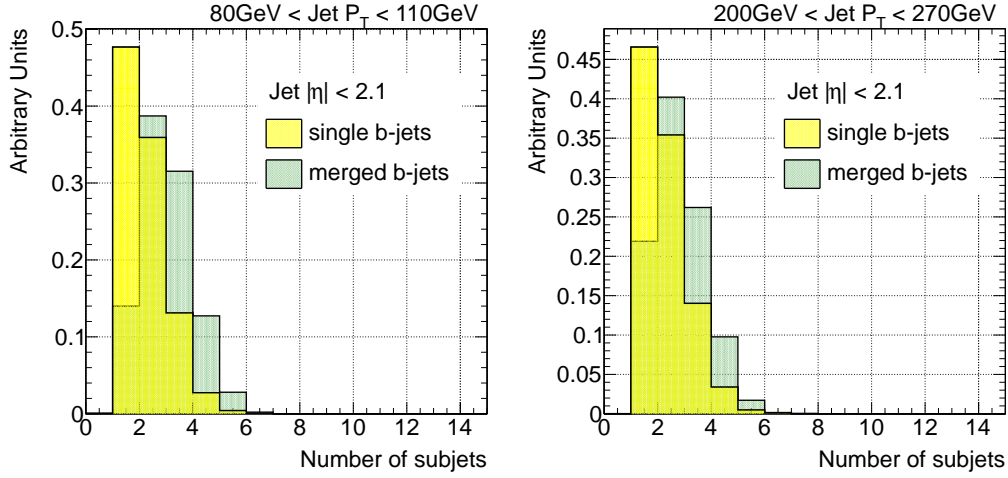 80GeV < Jet P_T < 110GeV
Arbitrary Units
0.5
0.4
0.3
0.2
0.1
0
Jet |η| < 2.1
single b-jets
merged b-jets
0 2 4 6 8 10 12 14
Number of subjets
200GeV < Jet P_T < 270GeV
Arbitrary Units
0.45
0.4
0.35
0.3
0.25
0.2
0.15
0.1
0.05
0
Jet |η| < 2.1
single b-jets
merged b-jets
0 2 4 6 8 10 12 14
Number of subjets